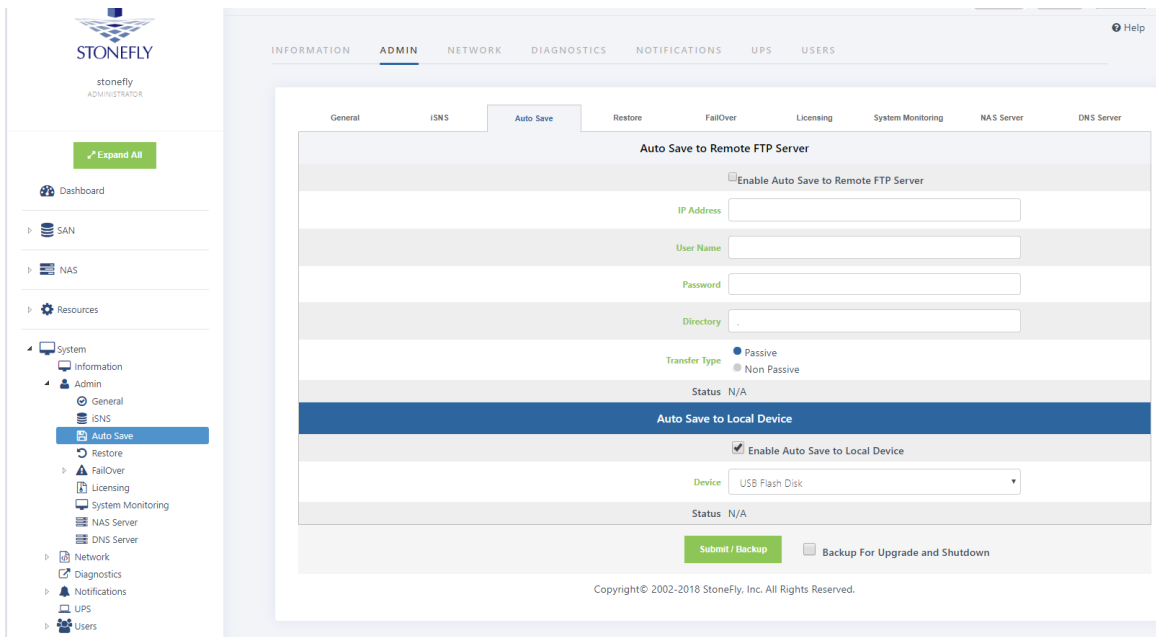 STONEFLY
stonefly
ADMINISTRATOR
Expand All
Dashboard
SAN
NAS
Resources
System
Information
Admin
General
iSNS
Auto Save
Restore
FailOver
Licensing
System Monitoring
NAS Server
DNS Server
Network
Diagnostics
Notifications
UPS
Users
Help
INFORMATION ADMIN NETWORK DIAGNOSTICS NOTIFICATIONS UPS USERS
General iSNS Auto Save Restore FailOver Licensing System Monitoring NAS Server DNS Server
Auto Save to Remote FTP Server
Enable Auto Save to Remote FTP Server
IP Address
User Name
Password
Directory .
Transfer Type Passive
Non Passive
Status N/A
Auto Save to Local Device
Enable Auto Save to Local Device
Device USB Flash Disk
Status N/A
Submit / Backup Backup For Upgrade and Shutdown
Copyright© 2002-2018 StoneFly, Inc. All Rights Reserved.